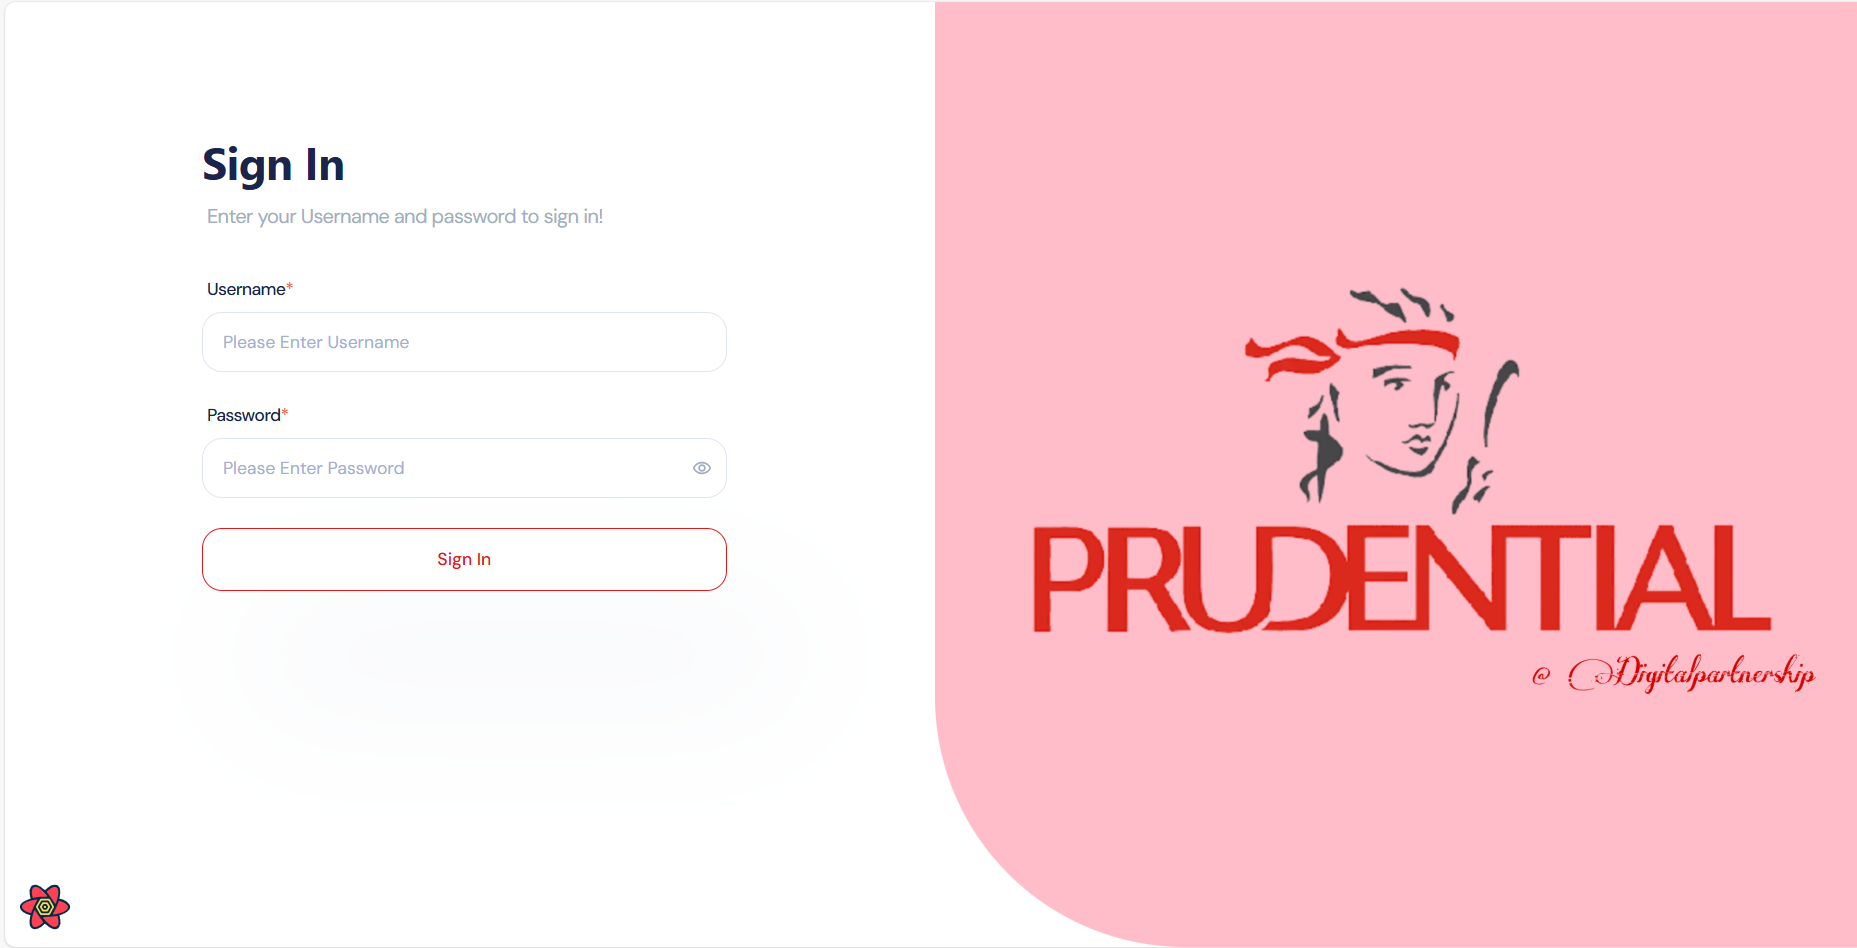 Sign In
Enter your Username and password to sign in!
Username*
Please Enter Username
Password*
Please Enter Password
Sign In
PRUDENTIAL
@ Digitalpartnership